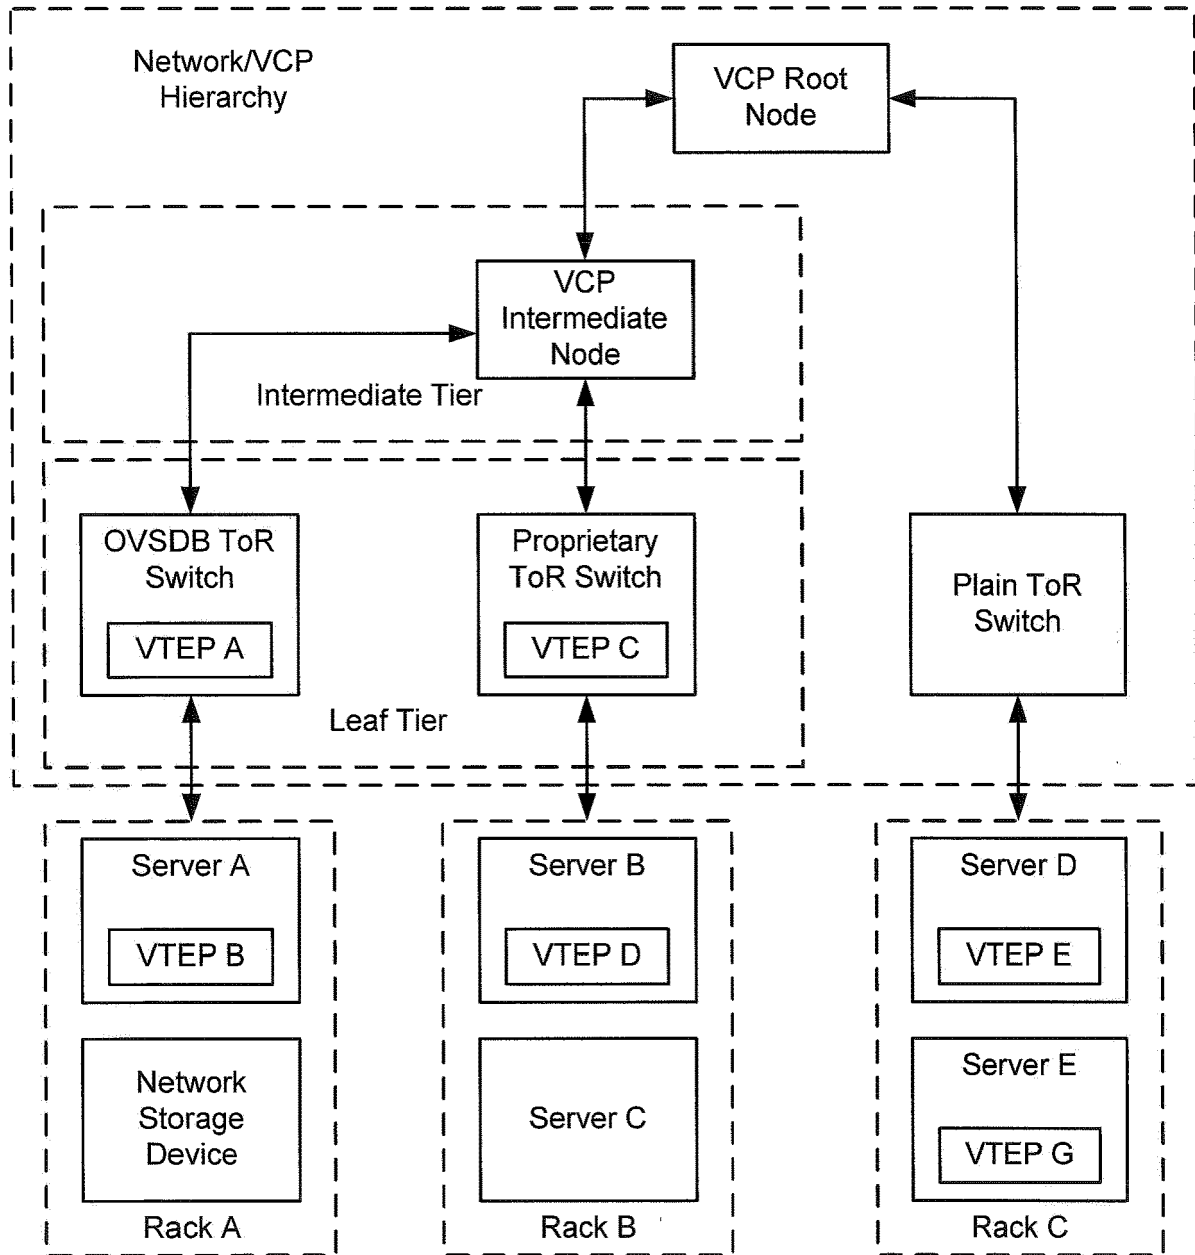 Network/VCP
Hierarchy
VCP Root
Node
VCP
Intermediate
Node
Intermediate Tier
OVSDB ToR
Switch
VTEP A
Proprietary
ToR Switch
VTEP C
Plain ToR
Switch
Leaf Tier
Server A
VTEP B
Server B
VTEP D
Server D
VTEP E
Network
Storage
Device
Server C
Server E
VTEP G
Rack A
Rack B
Rack C